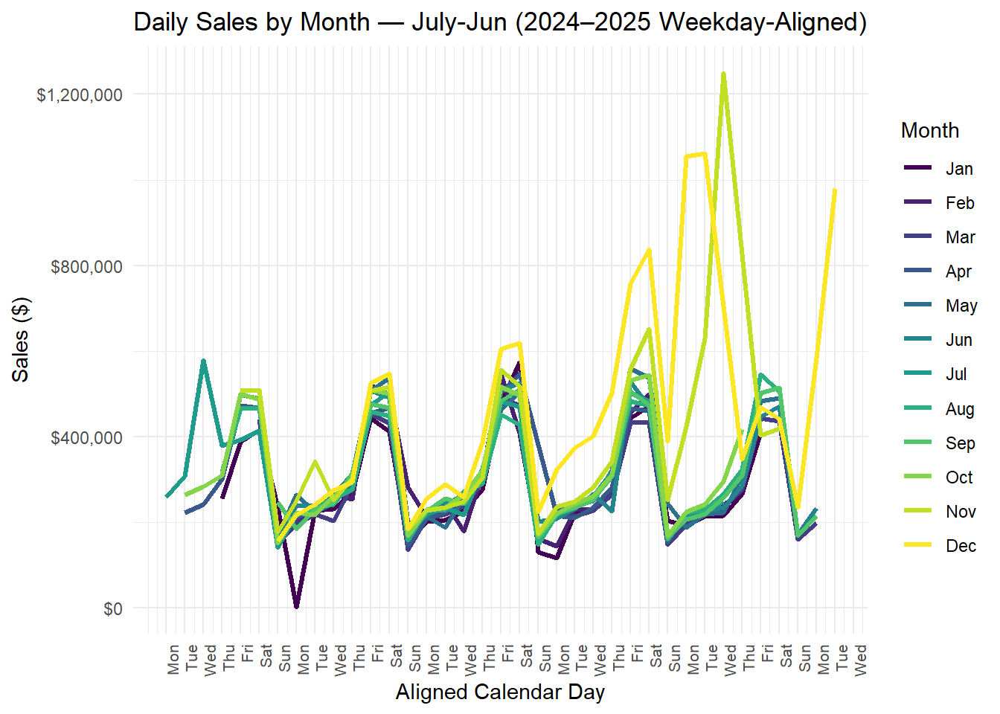 Daily Sales by Month — July-Jun (2024–2025 Weekday-Aligned)
$1,200,000
$800,000
$400,000
$0
Sales ($)
Mon
Tue
Wed
Thu
Fri
Sat
Sun
Mon
Tue
Wed
Thu
Fri
Sat
Sun
Mon
Tue
Wed
Thu
Fri
Sat
Sun
Mon
Tue
Wed
Thu
Fri
Sat
Sun
Mon
Tue
Wed
Thu
Fri
Sat
Sun
Mon
Tue
Wed
Aligned Calendar Day
Month
Jan
Feb
Mar
Apr
May
Jun
Jul
Aug
Sep
Oct
Nov
Dec